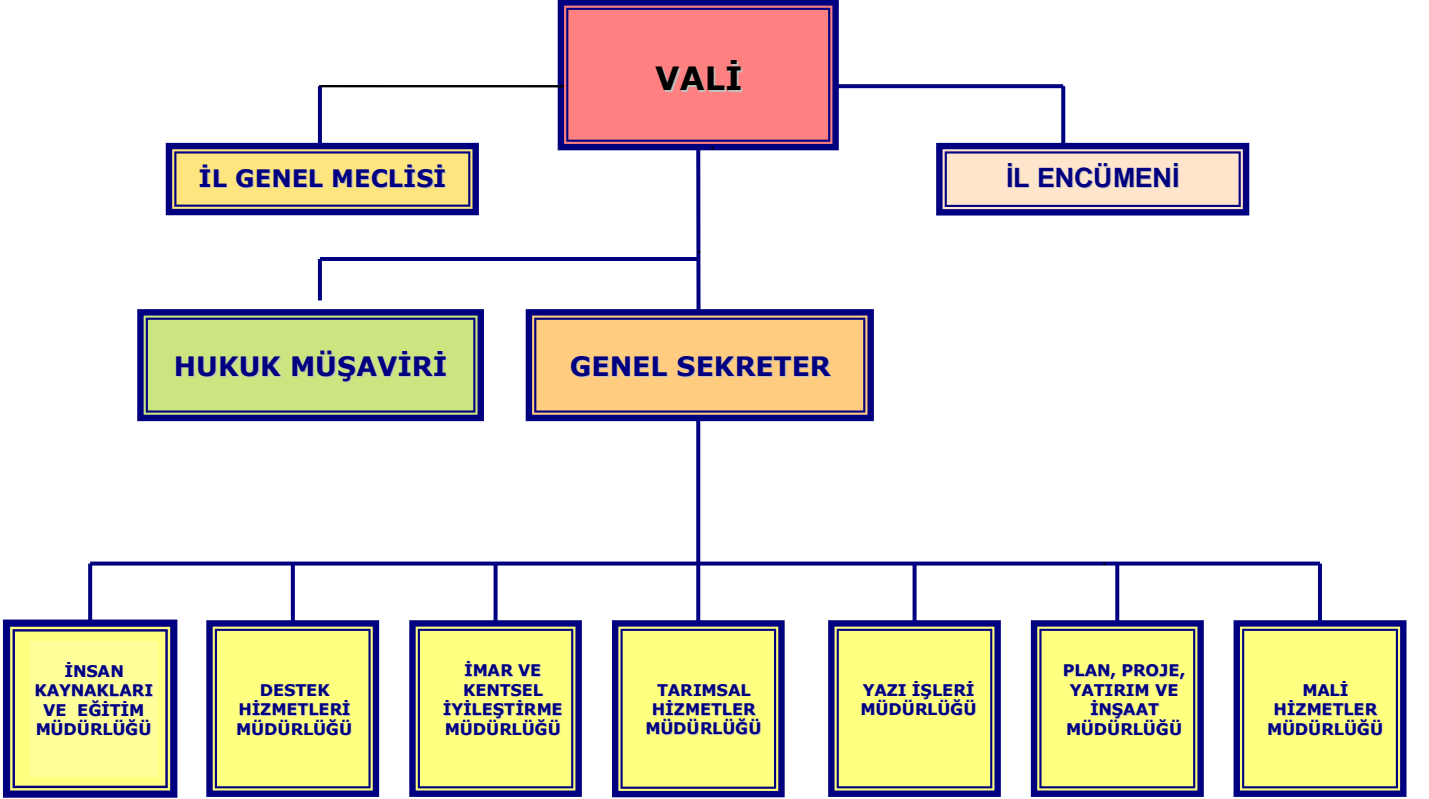 VALİ
İL GENEL MECLİSİ
İL ENCÜMENİ
HUKUK MÜŞAVİRİ
GENEL SEKRETER
İNSAN
KAYNAKLARI
VE EĞİTİM
MÜDÜRLÜĞÜ
DESTEK
HİZMETLERİ
MÜDÜRLÜĞÜ
İMAR VE
KENTSEL
İYİLEŞTİRME
MÜDÜRLÜĞÜ
TARIMSAL
HİZMETLER
MÜDÜRLÜĞÜ
YAZI İŞLERİ
MÜDÜRLÜĞÜ
PLAN, PROJE,
YATIRIM VE
İNŞAAT
MÜDÜRLÜĞÜ
MALİ
HİZMETLER
MÜDÜRLÜĞÜ